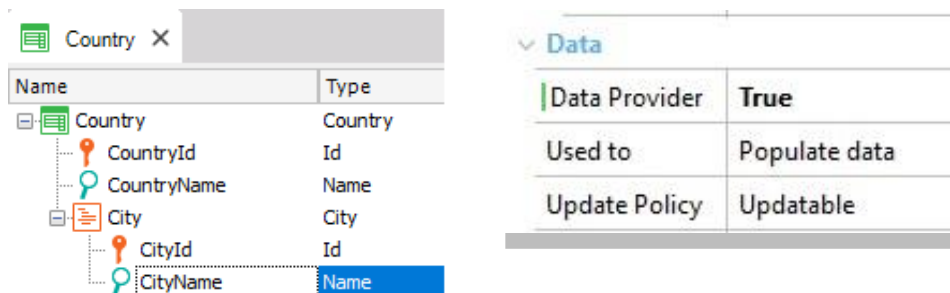 Country
Name Type
Country Country
CountryId Id
CountryName Name
City City
CityId Id
CityName Name
Data
Data Provider True
Used to Populate data
Update Policy Updatable